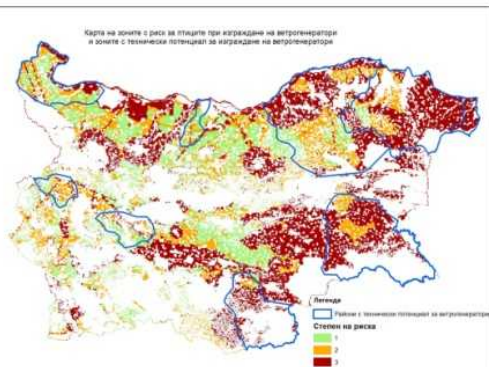 Карта на зоните с риск за птиците при изграждане на ветрогенератори
и зоните с технически потенциал за изграждане на ветрогенератори
Легенда
Райони с технически потенциал за ветрогенератори
Степен на риска
1
2
3